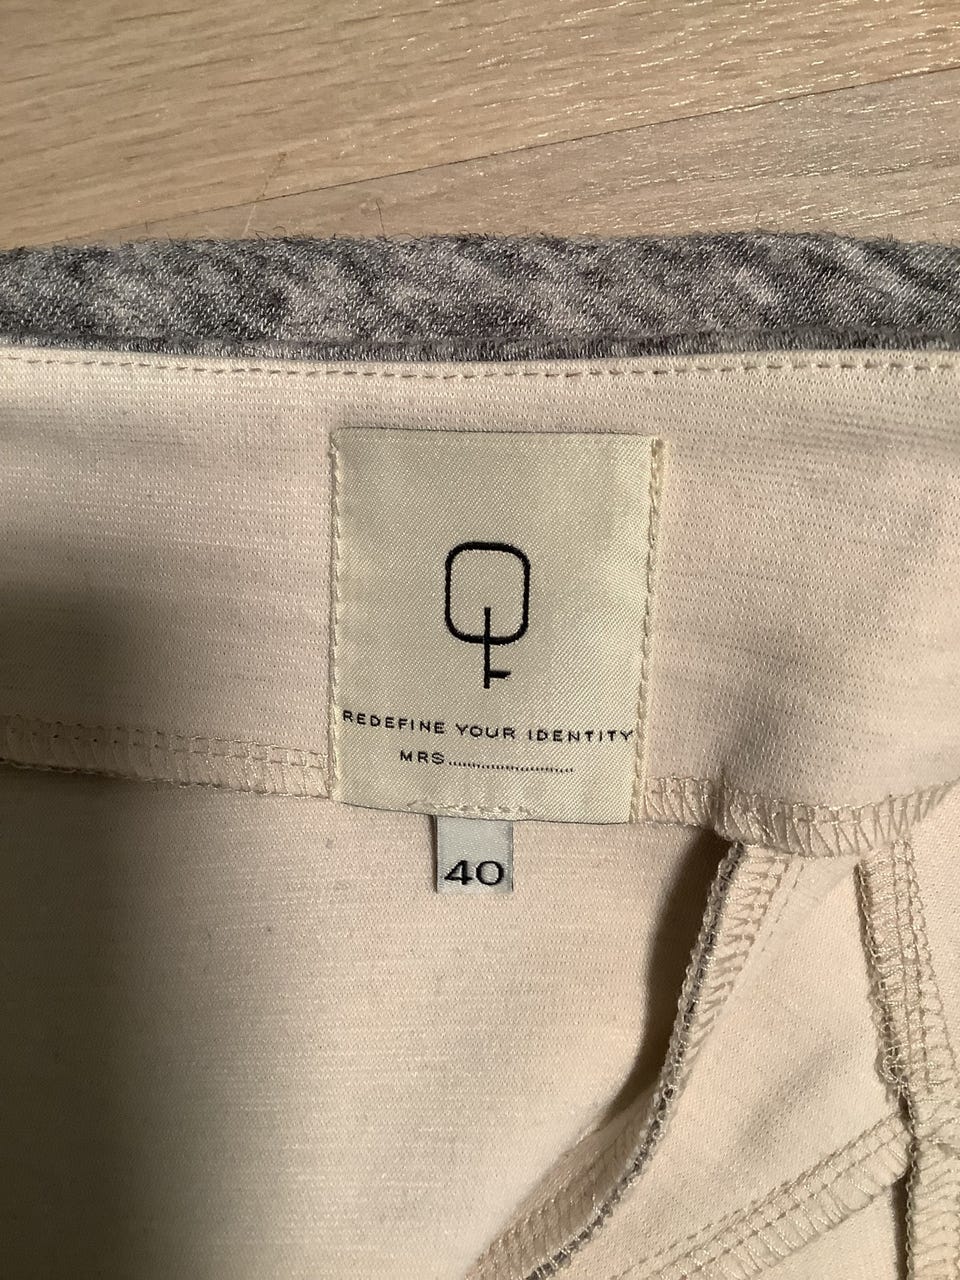 REDEFINE YOUR IDENTITY
MRS........................
40